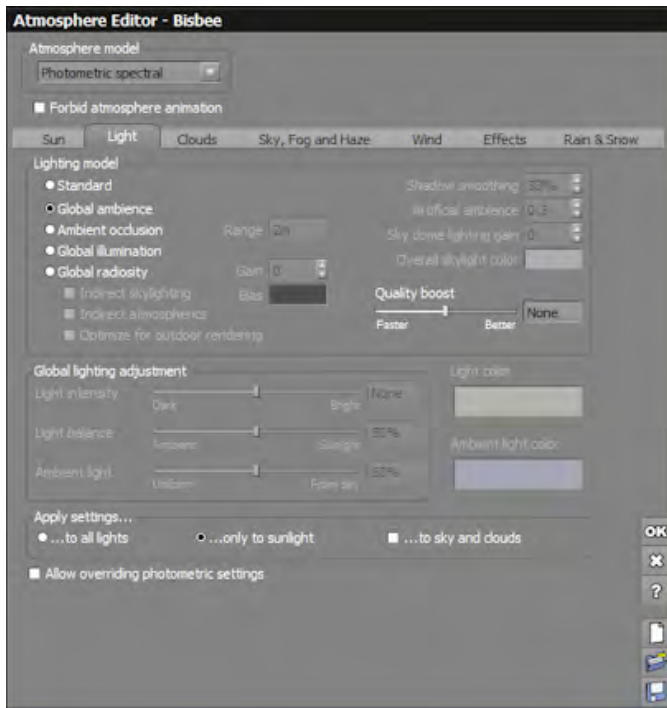 Atmosphere Editor - Bisbee
Atmosphere model
Photometric spectral
Forbid atmosphere animation
Sun Light Clouds Sky, Fog and Haze Wind Effects Rain & Snow
Lighting model
Standard
Shadow smoothing 33%
Global ambience
Artificial ambience 0.3
Ambient occlusion
Range 2m
Sky dome lighting gain 0
Global illumination
Overall skylight color
Global radiosity
Gain 0
Indirect skylighting
Bias
Quality boost
Indirect atmospherics
None
Faster Better
Optimize for outdoor rendering
Global lighting adjustment
Light color
Light intensity
None
Dark Bright
Light balance
50%
Ambient Sunlight
Ambient light color
Ambient light
50%
Uniform From sky
Apply settings...
...to all lights ...only to sunlight ...to sky and clouds
Allow overriding photometric settings
OK
?